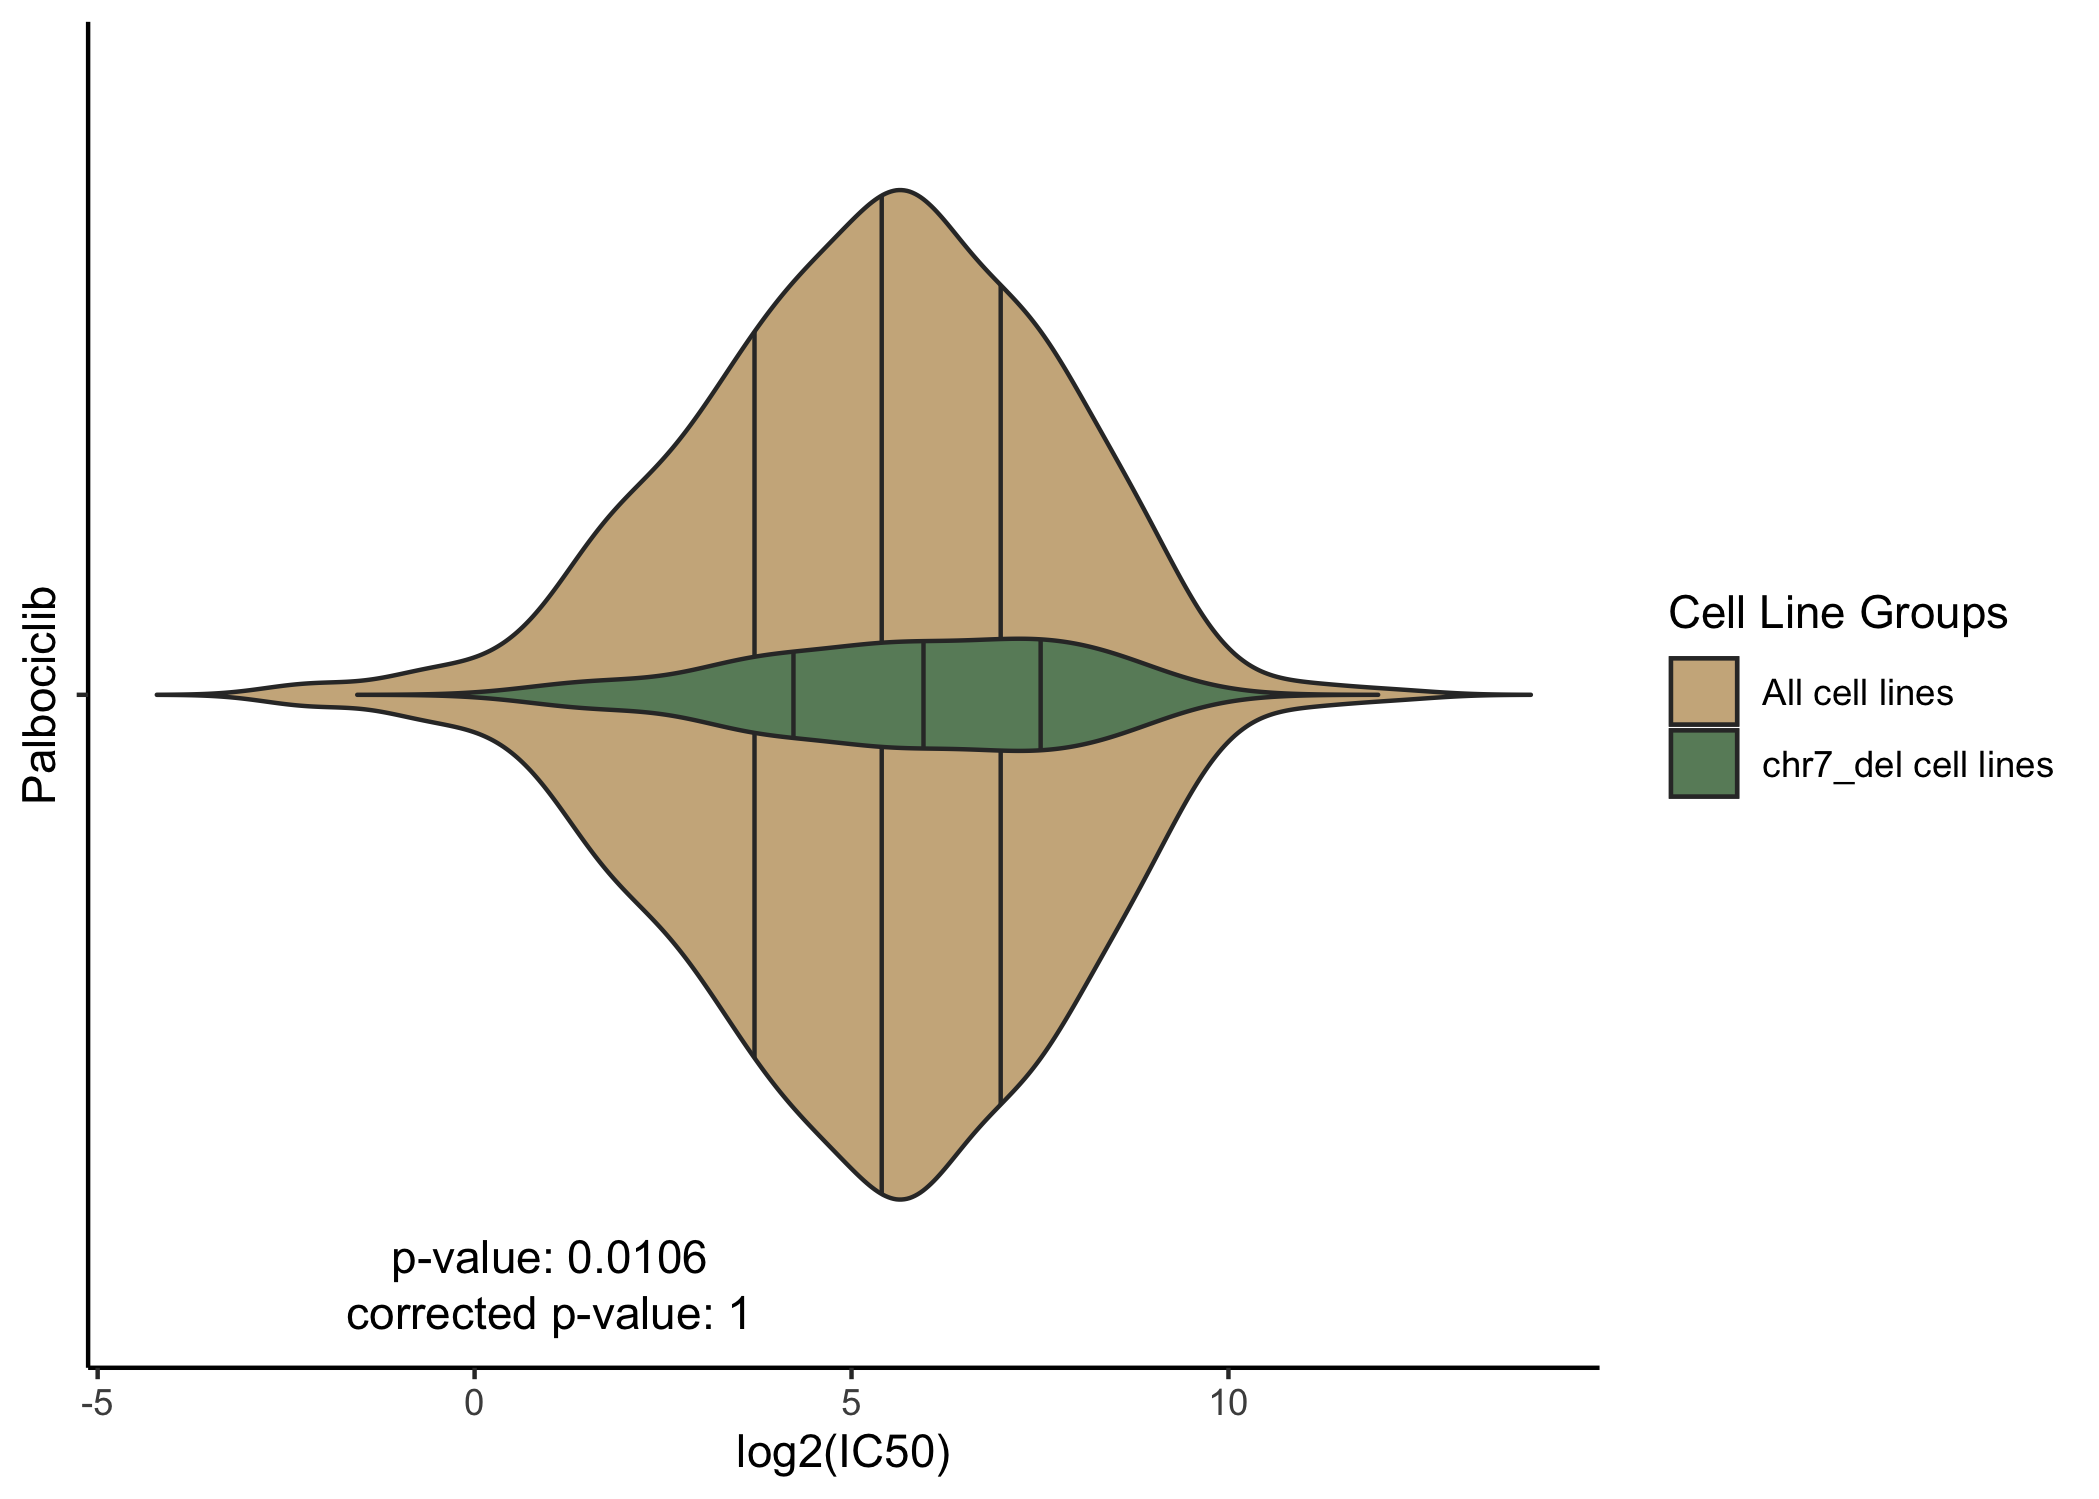 Palbociclib
p-value: 0.0106
corrected p-value: 1
-5 0 5 10
log2(IC50)
Cell Line Groups
All cell lines
chr7_del cell lines